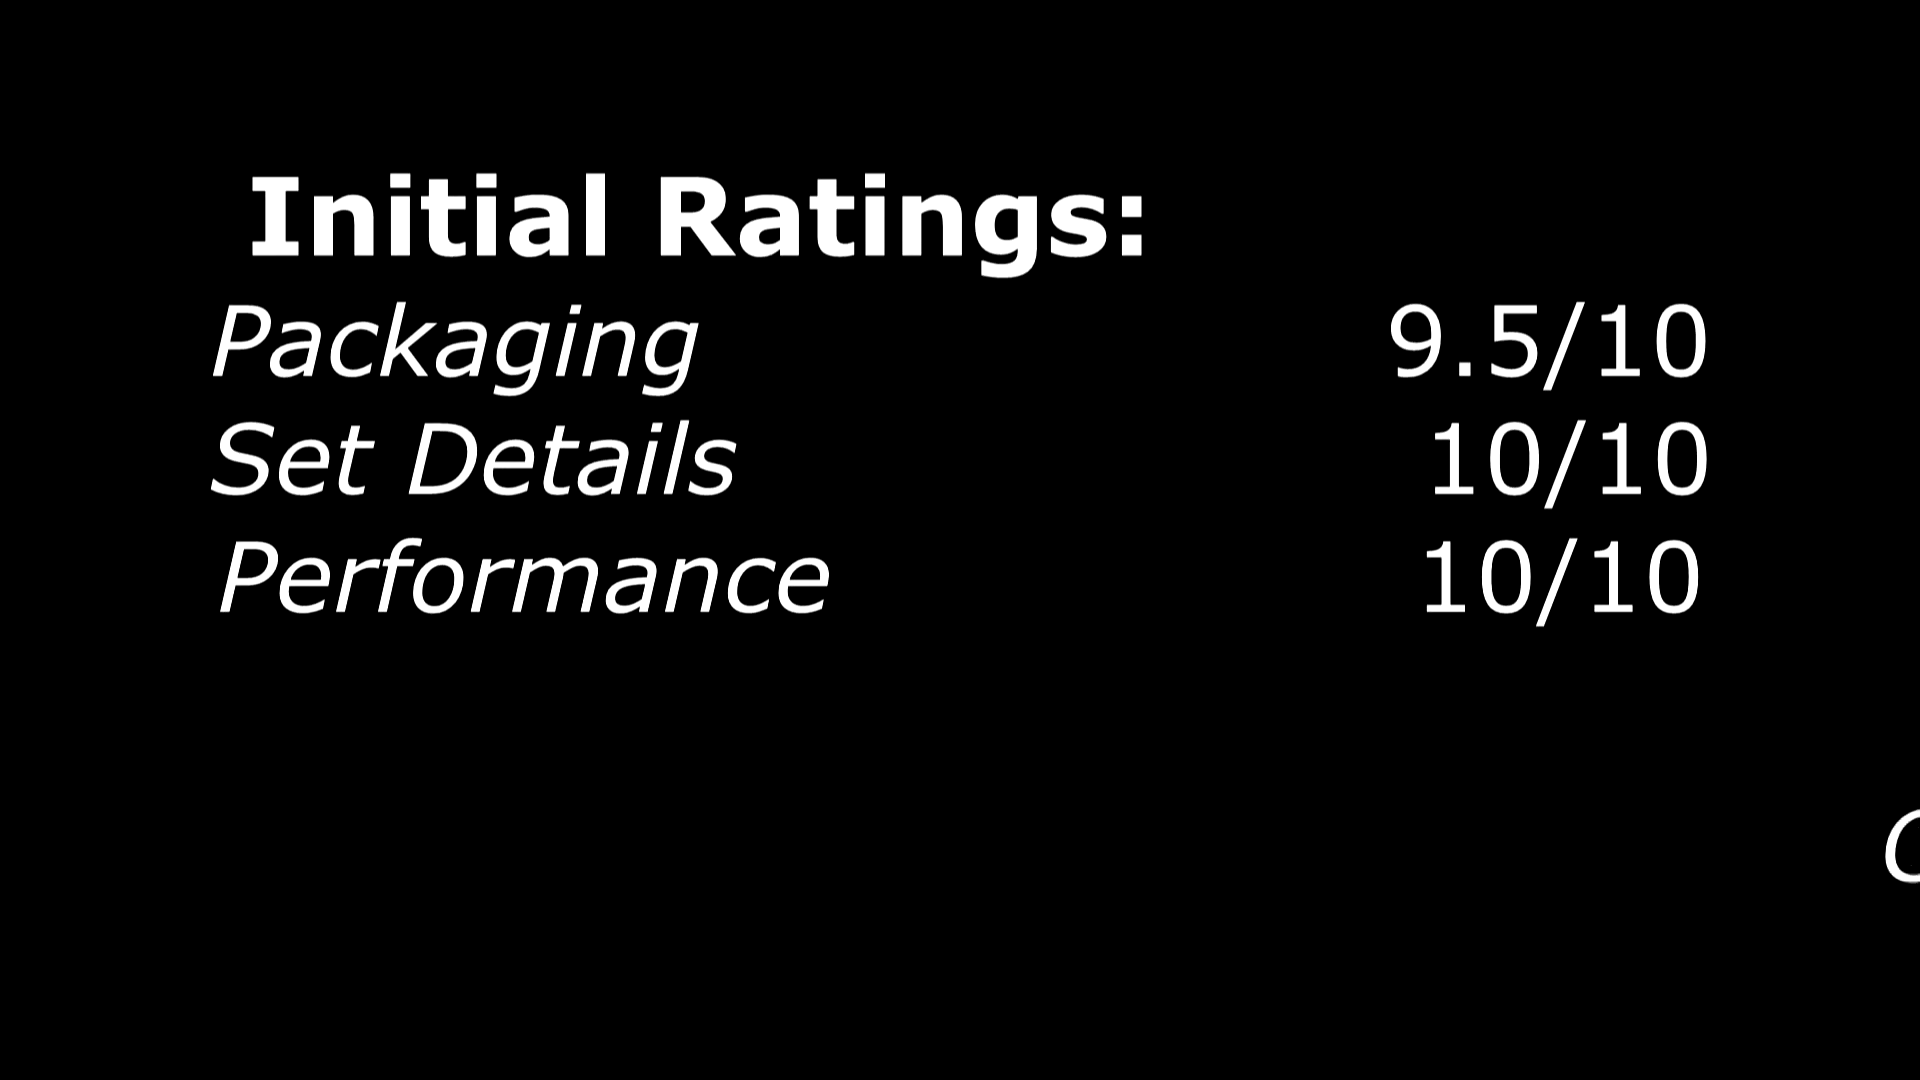 Initial Ratings:
Packaging 9.5/10
Set Details 10/10
Performance 10/10